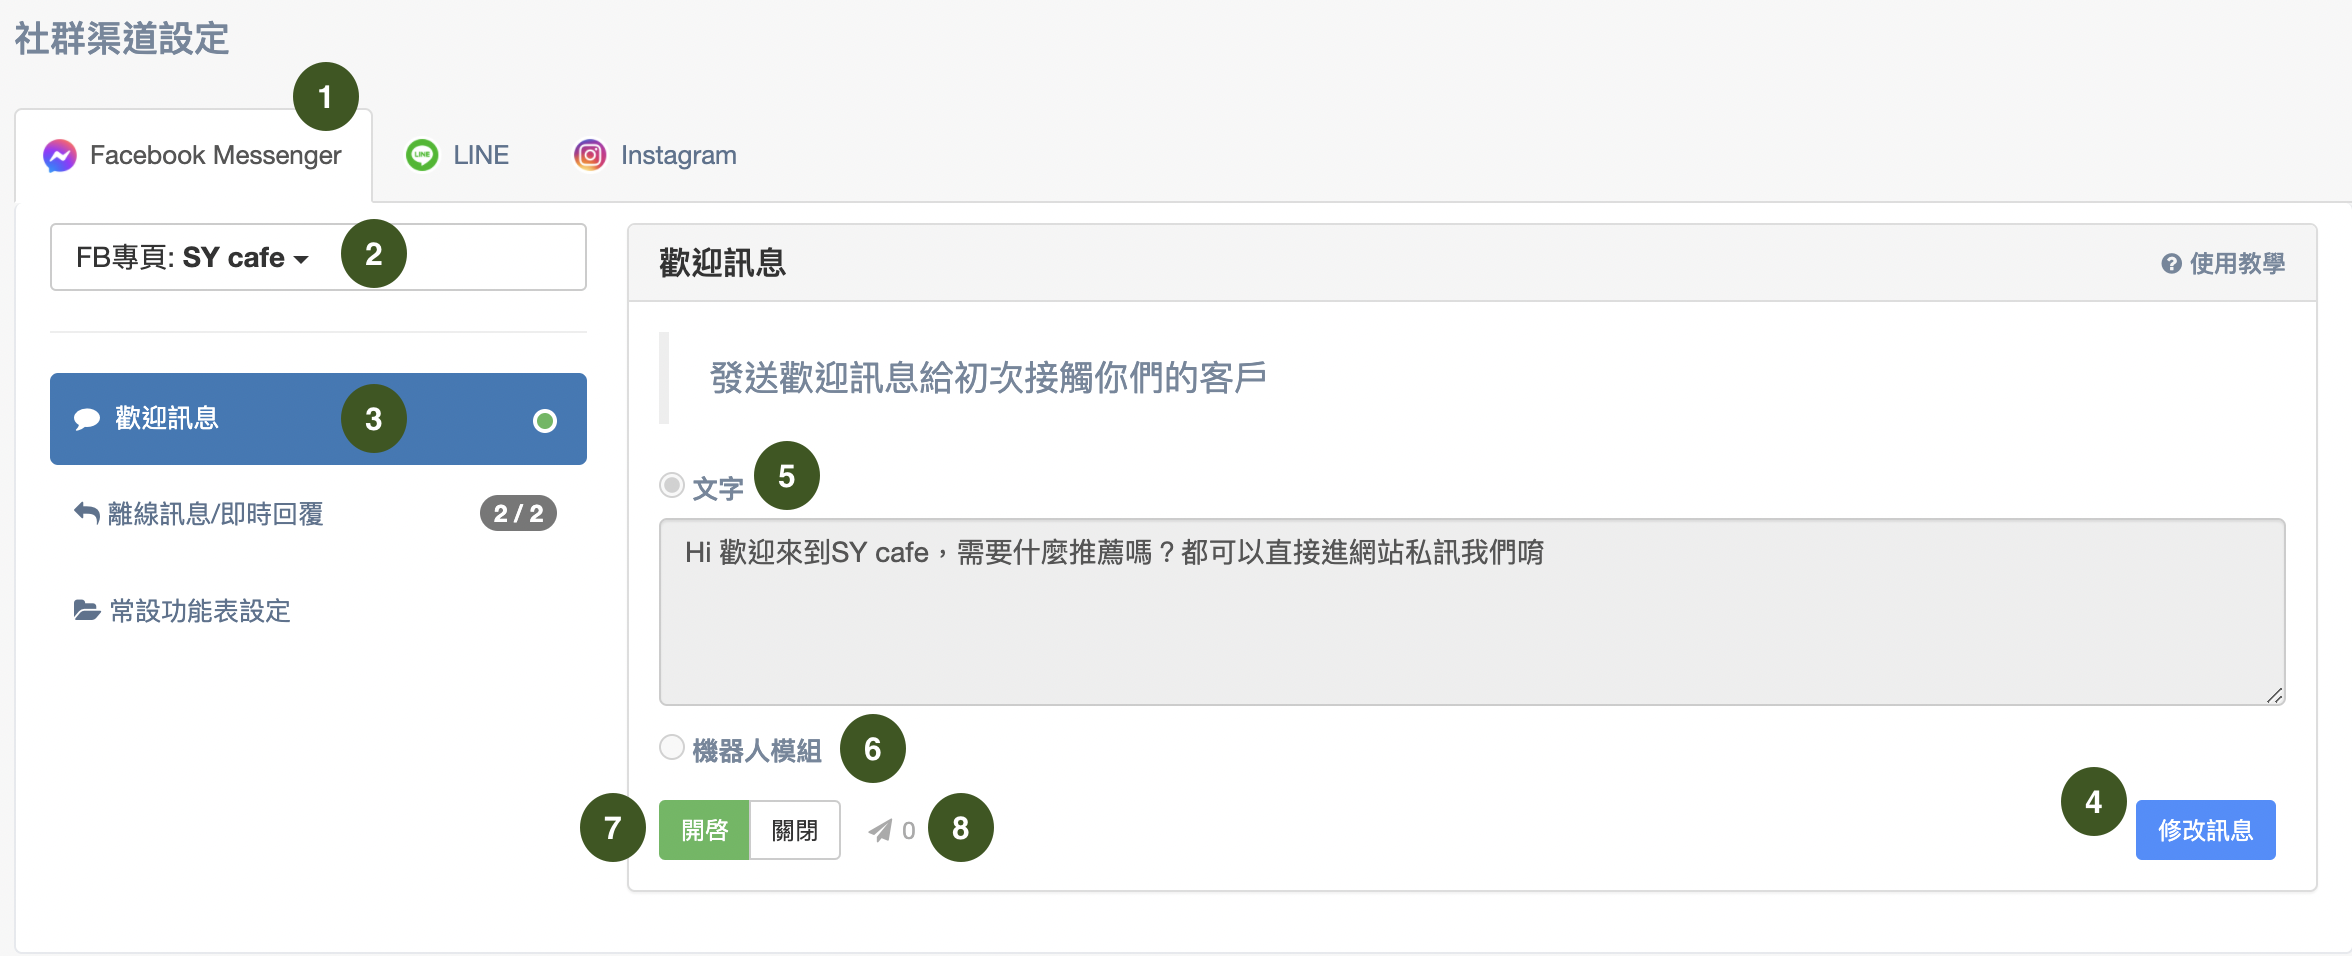 社群渠道設定
1
Facebook Messenger
LINE
LINE
Instagram
FB專頁: SY cafe
2
歡迎訊息
3
離線訊息/即時回覆
2 / 2
常設功能表設定
歡迎訊息
使用教學
發送歡迎訊息給初次接觸你們的客戶
文字
5
Hi 歡迎來到SY cafe，需要什麼推薦嗎？都可以直接進網站私訊我們唷
機器人模組
6
7
開啓
關閉
0
8
4
修改訊息